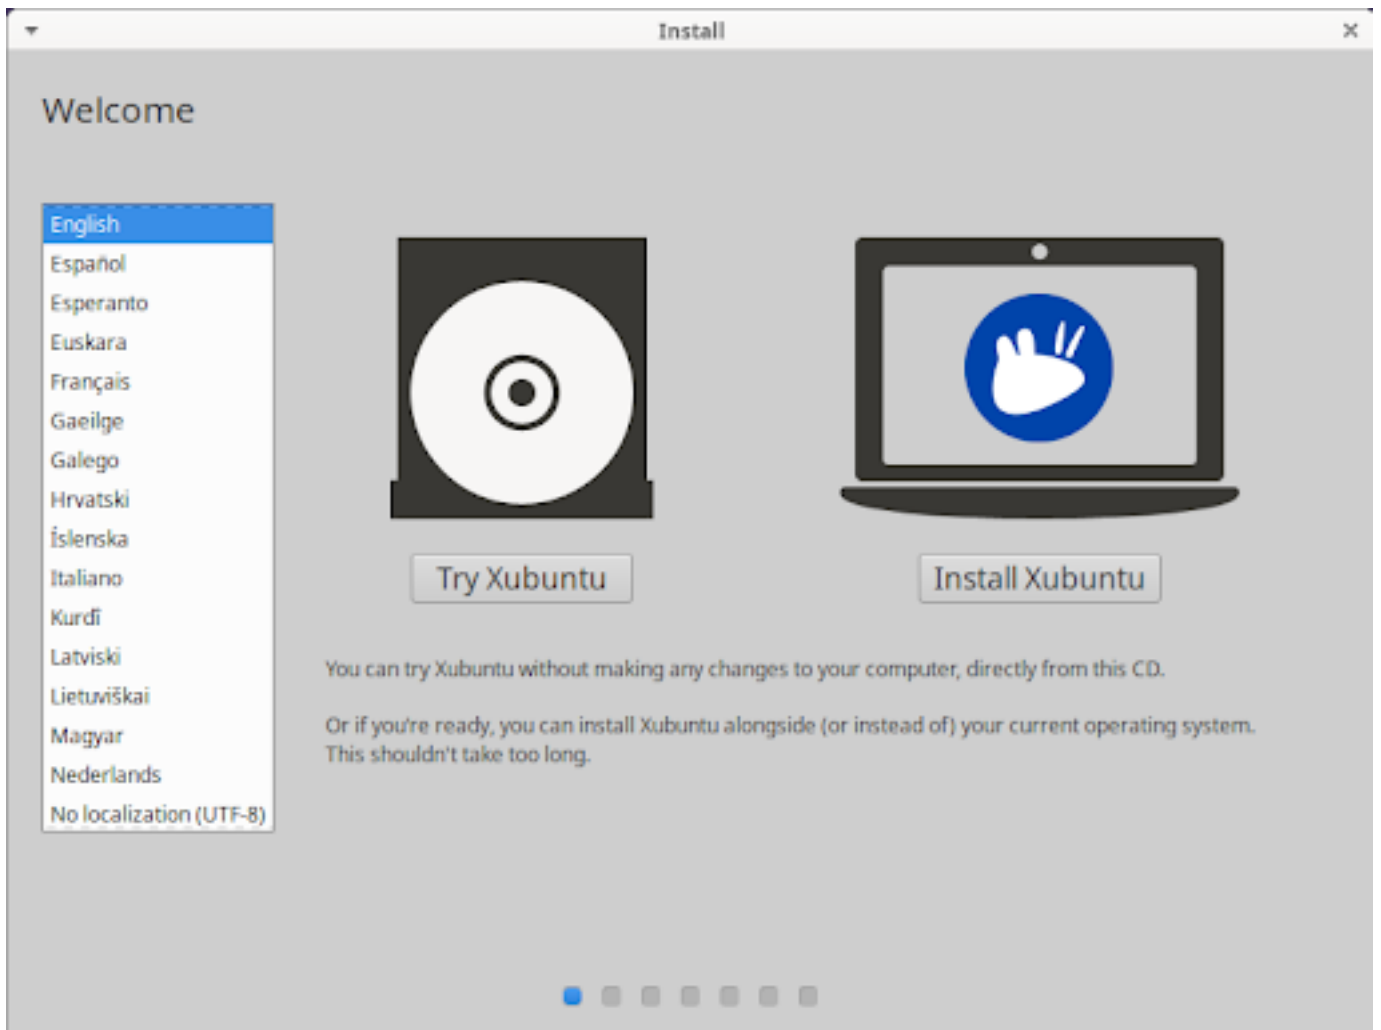 Install
Welcome
English
Español
Esperanto
Euskara
Français
Gaeilge
Galego
Hrvatski
Íslenska
Italiano
Kurdî
Latviski
Lietuviškai
Magyar
Nederlands
No localization (UTF-8)
Try Xubuntu
Install Xubuntu
You can try Xubuntu without making any changes to your computer, directly from this CD.
Or if you're ready, you can install Xubuntu alongside (or instead of) your current operating system.
This shouldn't take too long.